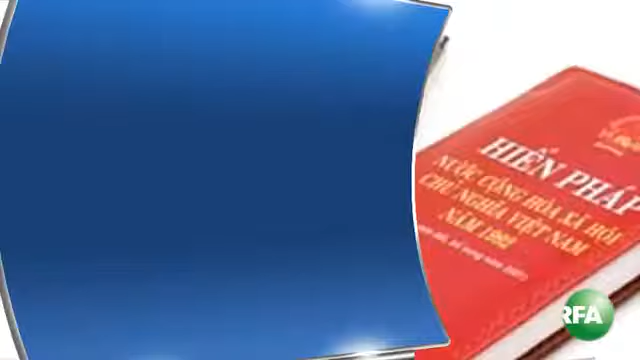 HIẾN PHÁP
NƯỚC CỘNG HÒA XÃ HỘI
CHỦ NGHĨA VIỆT NAM
NĂM 1992
RFA